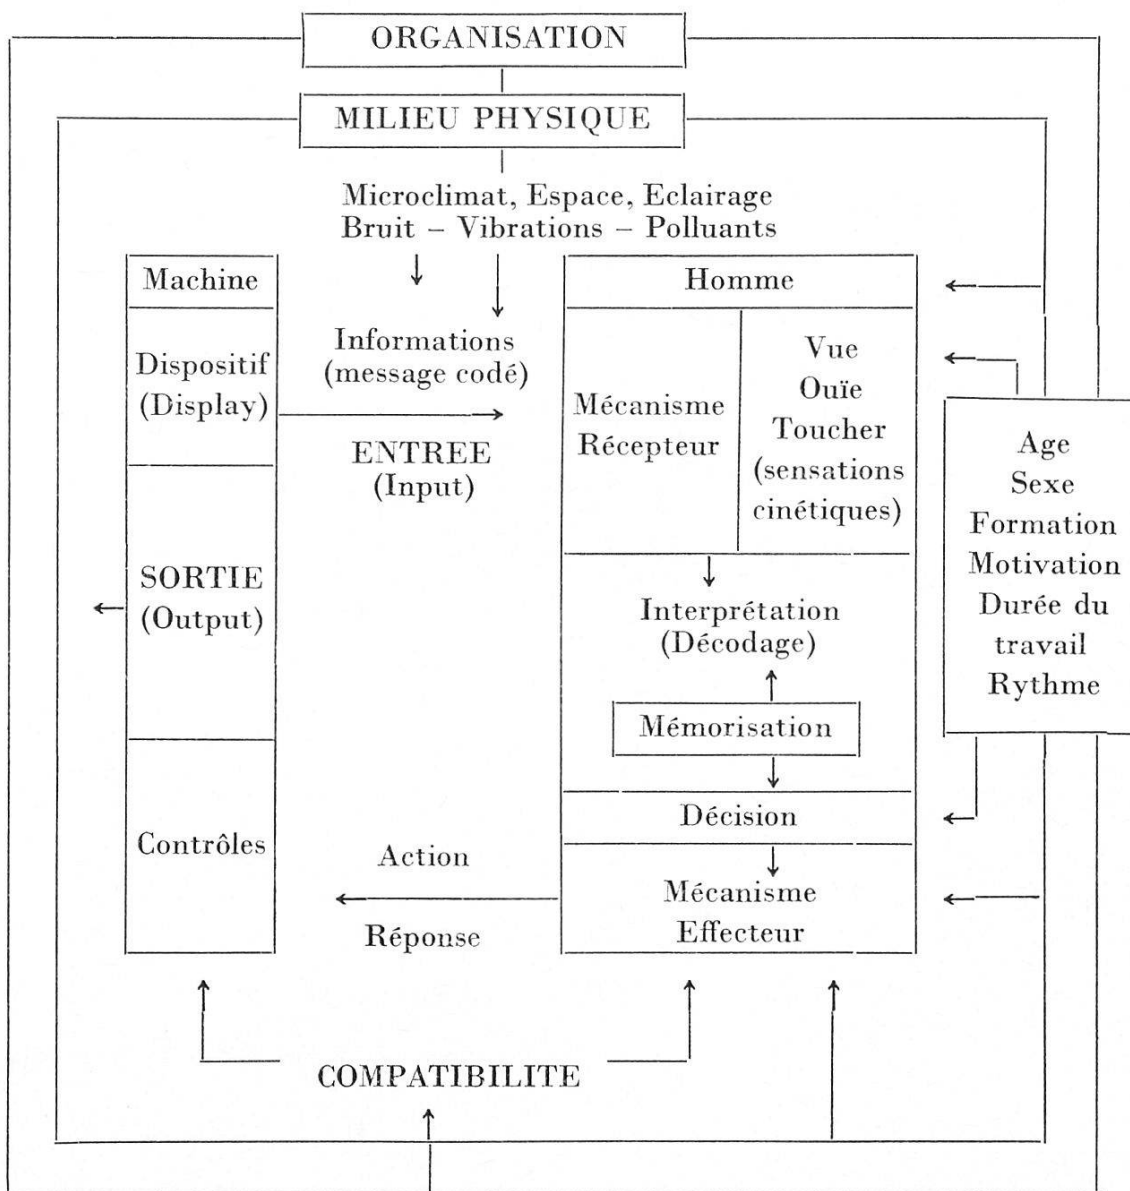 ORGANISATION
MILIEU PHYSIQUE
Microclimat, Espace, Eclairage
Bruit – Vibrations – Polluants
Machine
Dispositif
(Display)
SORTIE
(Output)
Contrôles
Informations
(message codé)
ENTREE
(Input)
Action
Réponse
Homme
Mécanisme
Récepteur
Vue
Ouïe
Toucher
(sensations
cinétiques)
Interprétation
(Décodage)
Mémorisation
Décision
Mécanisme
Effecteur
Age
Sexe
Formation
Motivation
Durée du
travail
Rythme
COMPATIBILITE